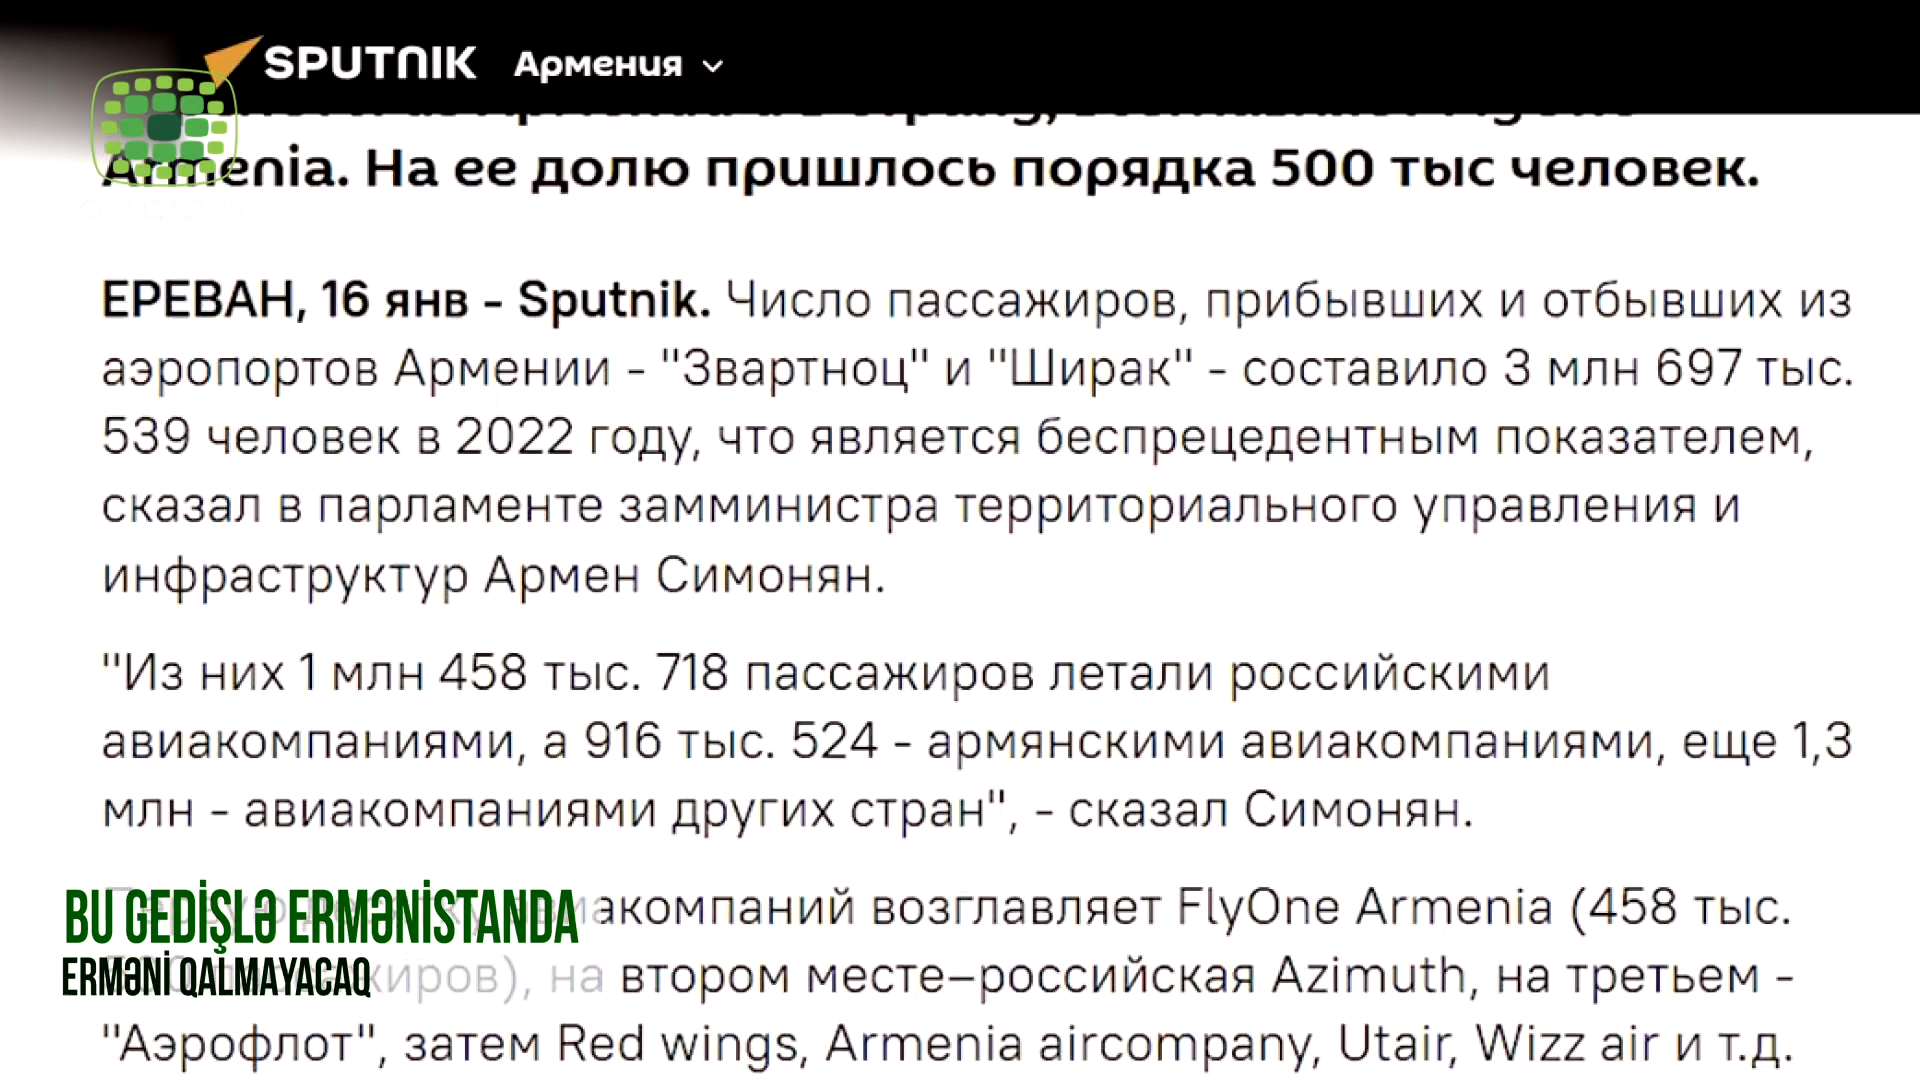 SPUTNIK Армения
Armenia. На ее долю пришлось порядка 500 тыс человек.
ЕРЕВАН, 16 янв - Sputnik. Число пассажиров, прибывших и отбывших из
аэропортов Армении - "Звартноц" и "Ширак" - составило 3 млн 697 тыс.
539 человек в 2022 году, что является беспрецедентным показателем,
сказал в парламенте замминистра территориального управления и
инфраструктур Армен Симонян.
"Из них 1 млн 458 тыс. 718 пассажиров летали российскими
авиакомпаниями, а 916 тыс. 524 - армянскими авиакомпаниями, еще 1,3
млн - авиакомпаниями других стран", - сказал Симонян.
авиакомпаний возглавляет FlyOne Armenia (458 тыс.
пассажиров), на втором месте–российская Azimuth, на третьем -
"Аэрофлот", затем Red wings, Armenia aircompany, Utair, Wizz air и т.д.
BU GEDİŞLƏ ERMƏNİSTANDA
ERMƏNİ QALMAYACAQ